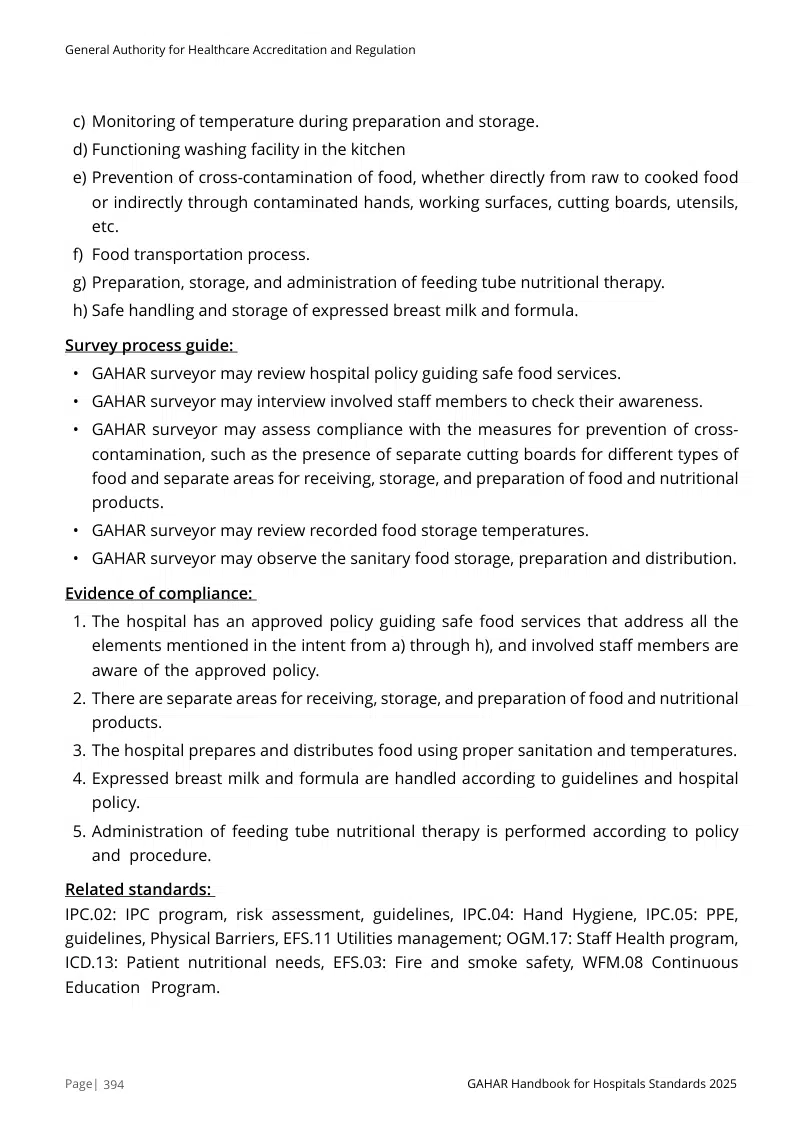 General Authority for Healthcare Accreditation and Regulation
c) Monitoring of temperature during preparation and storage.
d) Functioning washing facility in the kitchen
e) Prevention of cross-contamination of food, whether directly from raw to cooked food
or indirectly through contaminated hands, working surfaces, cutting boards, utensils,
etc.
f) Food transportation process.
g) Preparation, storage, and administration of feeding tube nutritional therapy.
h) Safe handling and storage of expressed breast milk and formula.
Survey process guide:
• GAHAR surveyor may review hospital policy guiding safe food services.
• GAHAR surveyor may interview involved staff members to check their awareness.
• GAHAR surveyor may assess compliance with the measures for prevention of cross-
contamination, such as the presence of separate cutting boards for different types of
food and separate areas for receiving, storage, and preparation of food and nutritional
products.
• GAHAR surveyor may review recorded food storage temperatures.
• GAHAR surveyor may observe the sanitary food storage, preparation and distribution.
Evidence of compliance:
1. The hospital has an approved policy guiding safe food services that address all the
elements mentioned in the intent from a) through h), and involved staff members are
aware of the approved policy.
2. There are separate areas for receiving, storage, and preparation of food and nutritional
products.
3. The hospital prepares and distributes food using proper sanitation and temperatures.
4. Expressed breast milk and formula are handled according to guidelines and hospital
policy.
5. Administration of feeding tube nutritional therapy is performed according to policy
and procedure.
Related standards:
IPC.02: IPC program, risk assessment, guidelines, IPC.04: Hand Hygiene, IPC.05: PPE,
guidelines, Physical Barriers, EFS.11 Utilities management; OGM.17: Staff Health program,
ICD.13: Patient nutritional needs, EFS.03: Fire and smoke safety, WFM.08 Continuous
Education Program.
Page| 394
GAHAR Handbook for Hospitals Standards 2025